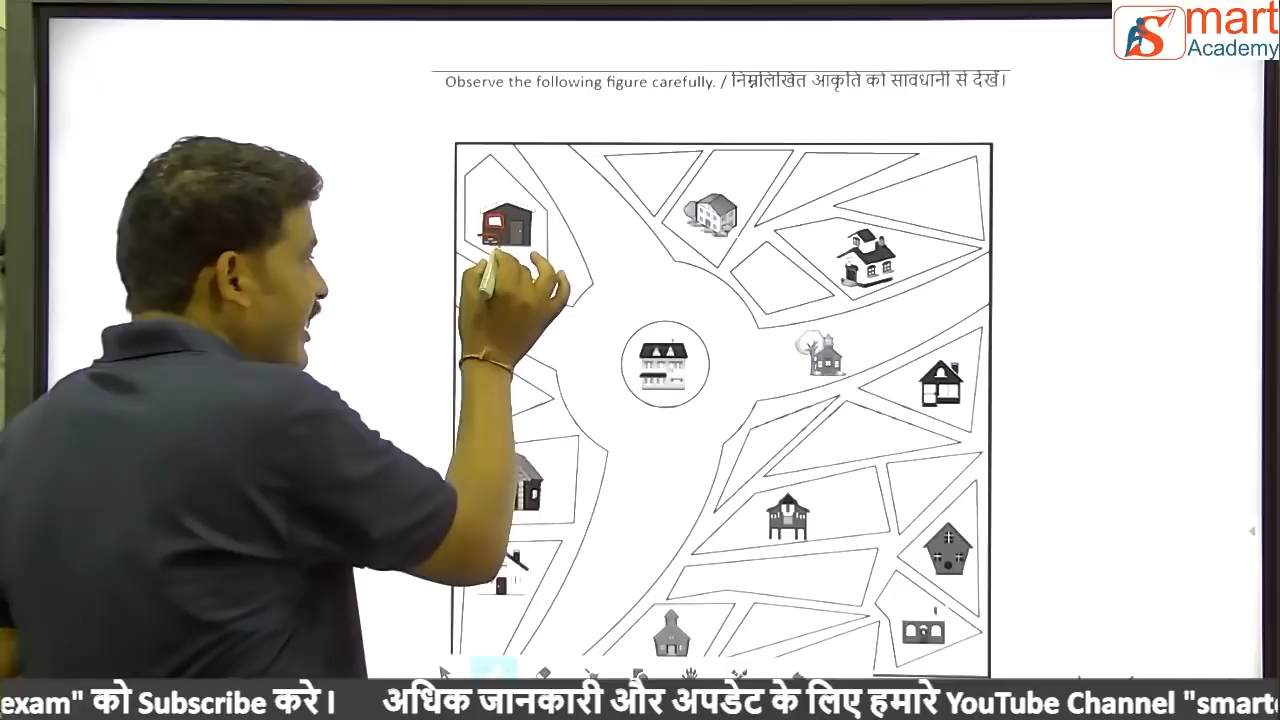 Smart
Academy
Observe the following figure carefully. / निम्नलिखित आकृति को सावधानी से देखें।
exam" को Subscribe करे। अधिक जानकारी और अपडेट के लिए हमारे YouTube Channel "smart